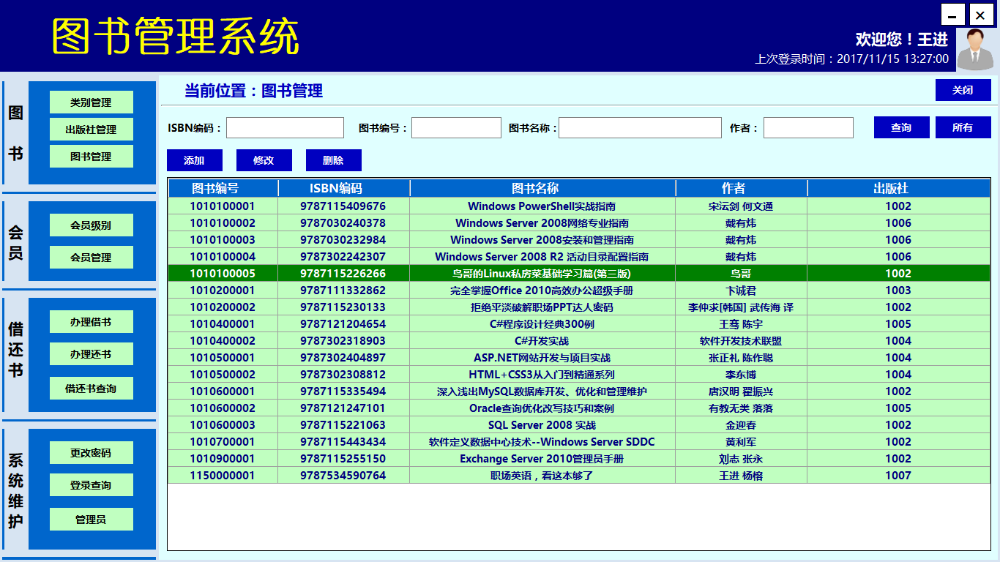 图书管理系统
欢迎您！王进
上次登录时间：2017/11/15 13:27:00
图书
类别管理
出版社管理
图书管理
会员
会员级别
会员管理
借还书
办理借书
办理还书
借还书查询
系统维护
更改密码
登录查询
管理员
当前位置：图书管理 关闭
ISBN编码： 图书编号： 图书名称： 作者： 查询 所有
添加 修改 删除
图书编号 ISBN编码 图书名称 作者 出版社
1010100001 9787115409676 Windows PowerShell实战指南 宋沄剑 何文通 1002
1010100002 9787030240378 Windows Server 2008网络专业指南 戴有炜 1006
1010100003 9787030232984 Windows Server 2008安装和管理指南 戴有炜 1006
1010100004 9787302242307 Windows Server 2008 R2 活动目录配置指南 戴有炜 1006
1010100005 9787115226266 鸟哥的Linux私房菜基础学习篇(第三版) 鸟哥 1002
1010200001 9787111332862 完全掌握Office 2010高效办公超级手册 卞诚君 1003
1010200002 9787115230133 拒绝平淡破解职场PPT达人密码 李仲求[韩国] 武传海 译 1002
1010400001 9787121204654 C#程序设计经典300例 王骞 陈宇 1005
1010400002 9787302318903 C#开发实战 软件开发技术联盟 1004
1010500001 9787302404897 ASP.NET网站开发与项目实战 张正礼 陈作聪 1004
1010500002 9787302308812 HTML+CSS3从入门到精通系列 李东博 1004
1010600001 9787115335494 深入浅出MySQL数据库开发、优化和管理维护 唐汉明 翟振兴 1002
1010600002 9787121247101 Oracle查询优化改写技巧和案例 有教无类 落落 1005
1010600003 9787115221063 SQL Server 2008 实战 金迎春 1002
1010700001 9787115443434 软件定义数据中心技术--Windows Server SDDC 黄利军 1002
1010900001 9787115255150 Exchange Server 2010管理员手册 刘志 张永 1002
1150000001 9787534590764 职场英语，看这本够了 王进 杨榕 1007